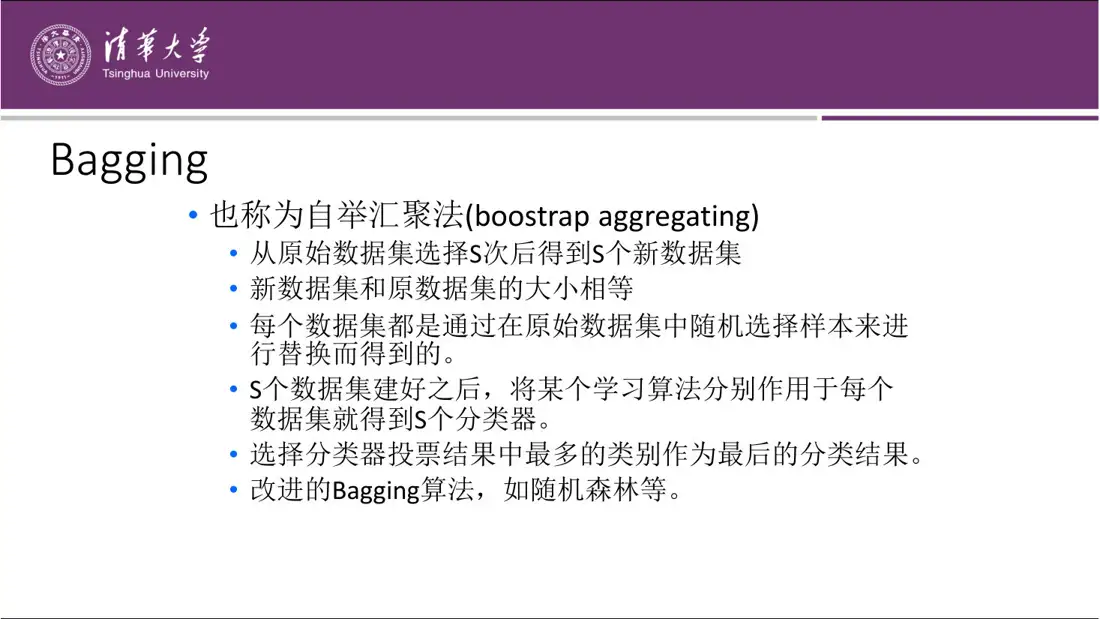 清华大学
Tsinghua University
Bagging
• 也称为自举汇聚法(boostrap aggregating)
• 从原始数据集选择S次后得到S个新数据集
• 新数据集和原数据集的大小相等
• 每个数据集都是通过在原始数据集中随机选择样本来进
行替换而得到的。
• S个数据集建好之后，将某个学习算法分别作用于每个
数据集就得到S个分类器。
• 选择分类器投票结果中最多的类别作为最后的分类结果。
• 改进的Bagging算法，如随机森林等。